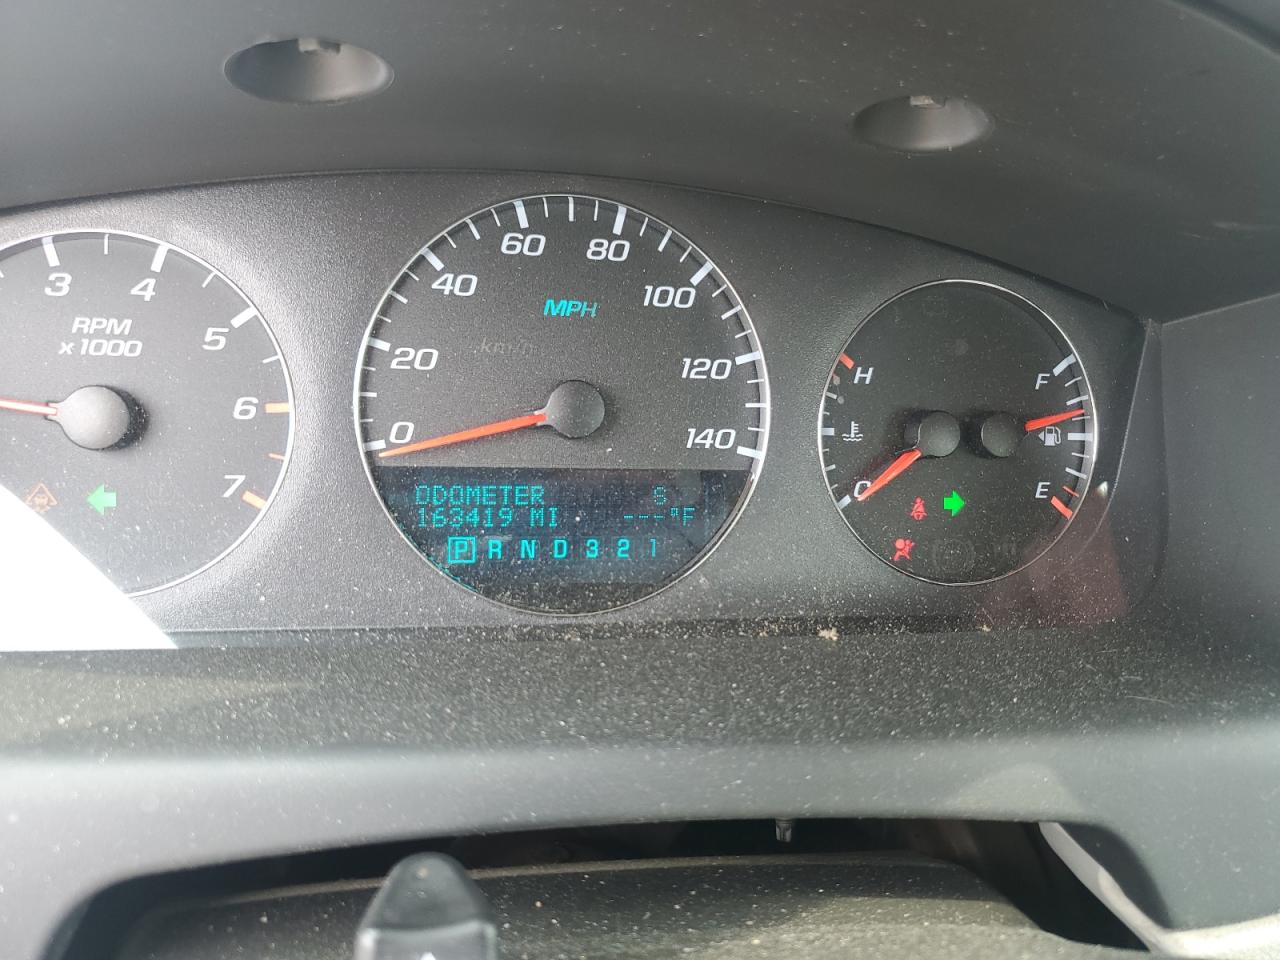 3 4 5 6 7
RPM
x1000
0 20 40 60 80 100 120 140
MPH
km/h
ODOMETER S
163419 MI ---°F
P R N D 3 2 1
H
C
F
E